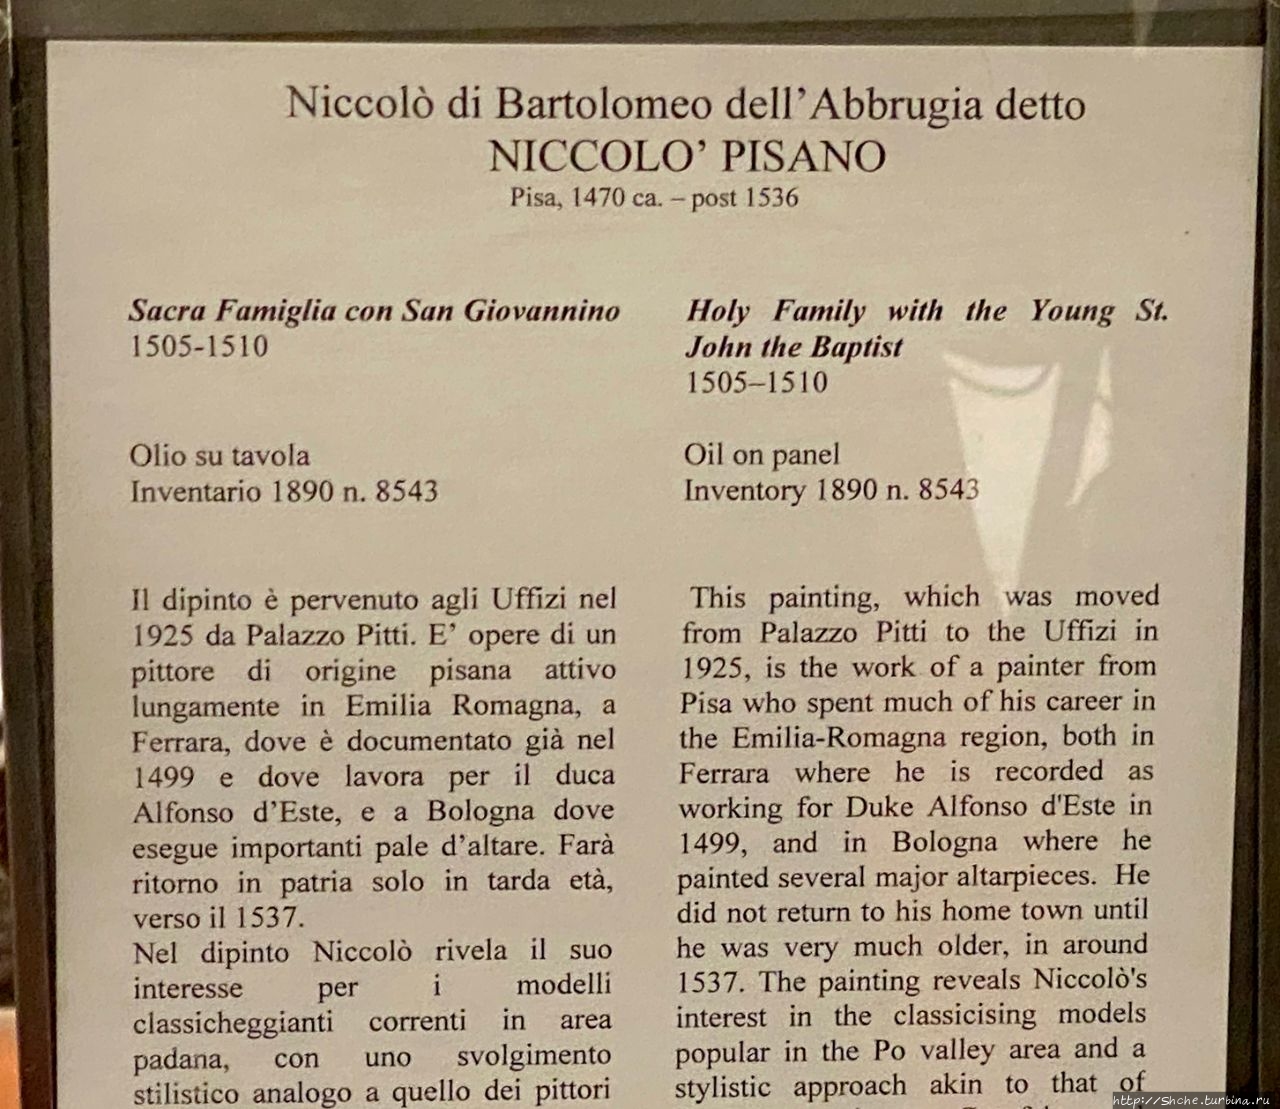 Niccolò di Bartolomeo dell’Abbrugia detto
NICCOLO’ PISANO
Pisa, 1470 ca. – post 1536
Sacra Famiglia con San Giovannino
1505-1510
Olio su tavola
Inventario 1890 n. 8543
Il dipinto è pervenuto agli Uffizi nel
1925 da Palazzo Pitti. E’ opere di un
pittore di origine pisana attivo
lungamente in Emilia Romagna, a
Ferrara, dove è documentato già nel
1499 e dove lavora per il duca
Alfonso d’Este, e a Bologna dove
esegue importanti pale d’altare. Farà
ritorno in patria solo in tarda età,
verso il 1537.
Nel dipinto Niccolò rivela il suo
interesse per i modelli
classicheggianti correnti in area
padana, con uno svolgimento
stilistico analogo a quello dei pittori
Holy Family with the Young St.
John the Baptist
1505–1510
Oil on panel
Inventory 1890 n. 8543
This painting, which was moved
from Palazzo Pitti to the Uffizi in
1925, is the work of a painter from
Pisa who spent much of his career in
the Emilia-Romagna region, both in
Ferrara where he is recorded as
working for Duke Alfonso d'Este in
1499, and in Bologna where he
painted several major altarpieces. He
did not return to his home town until
he was very much older, in around
1537. The painting reveals Niccolò's
interest in the classicising models
popular in the Po valley area and a
stylistic approach akin to that of
http://Shche.turbina.ru